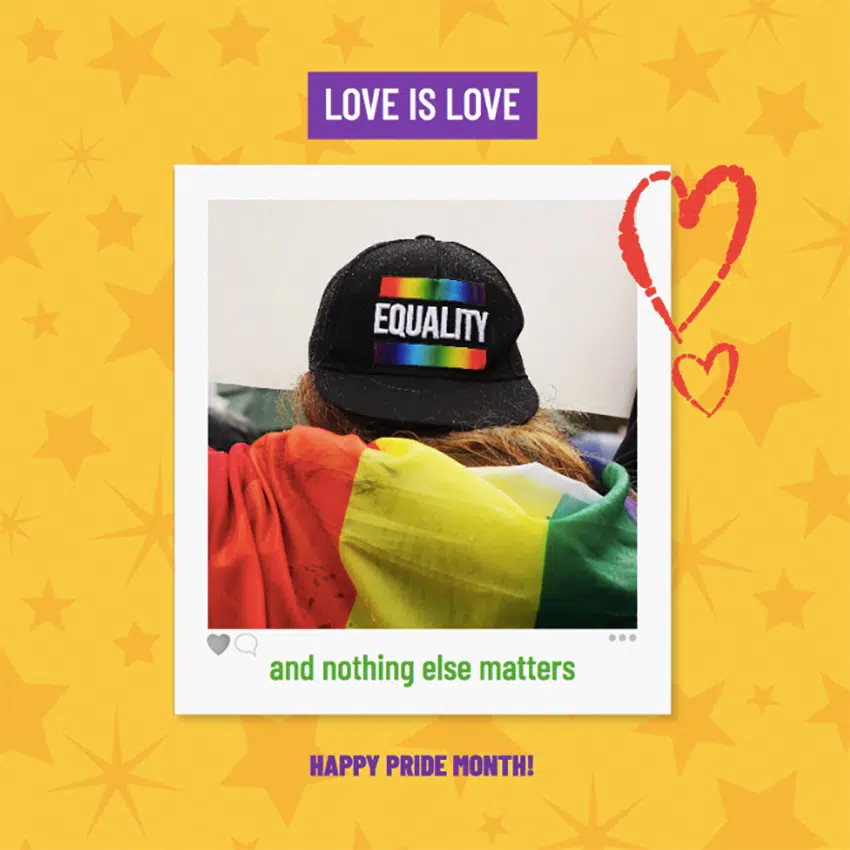 LOVE IS LOVE
EQUALITY
and nothing else matters
HAPPY PRIDE MONTH!